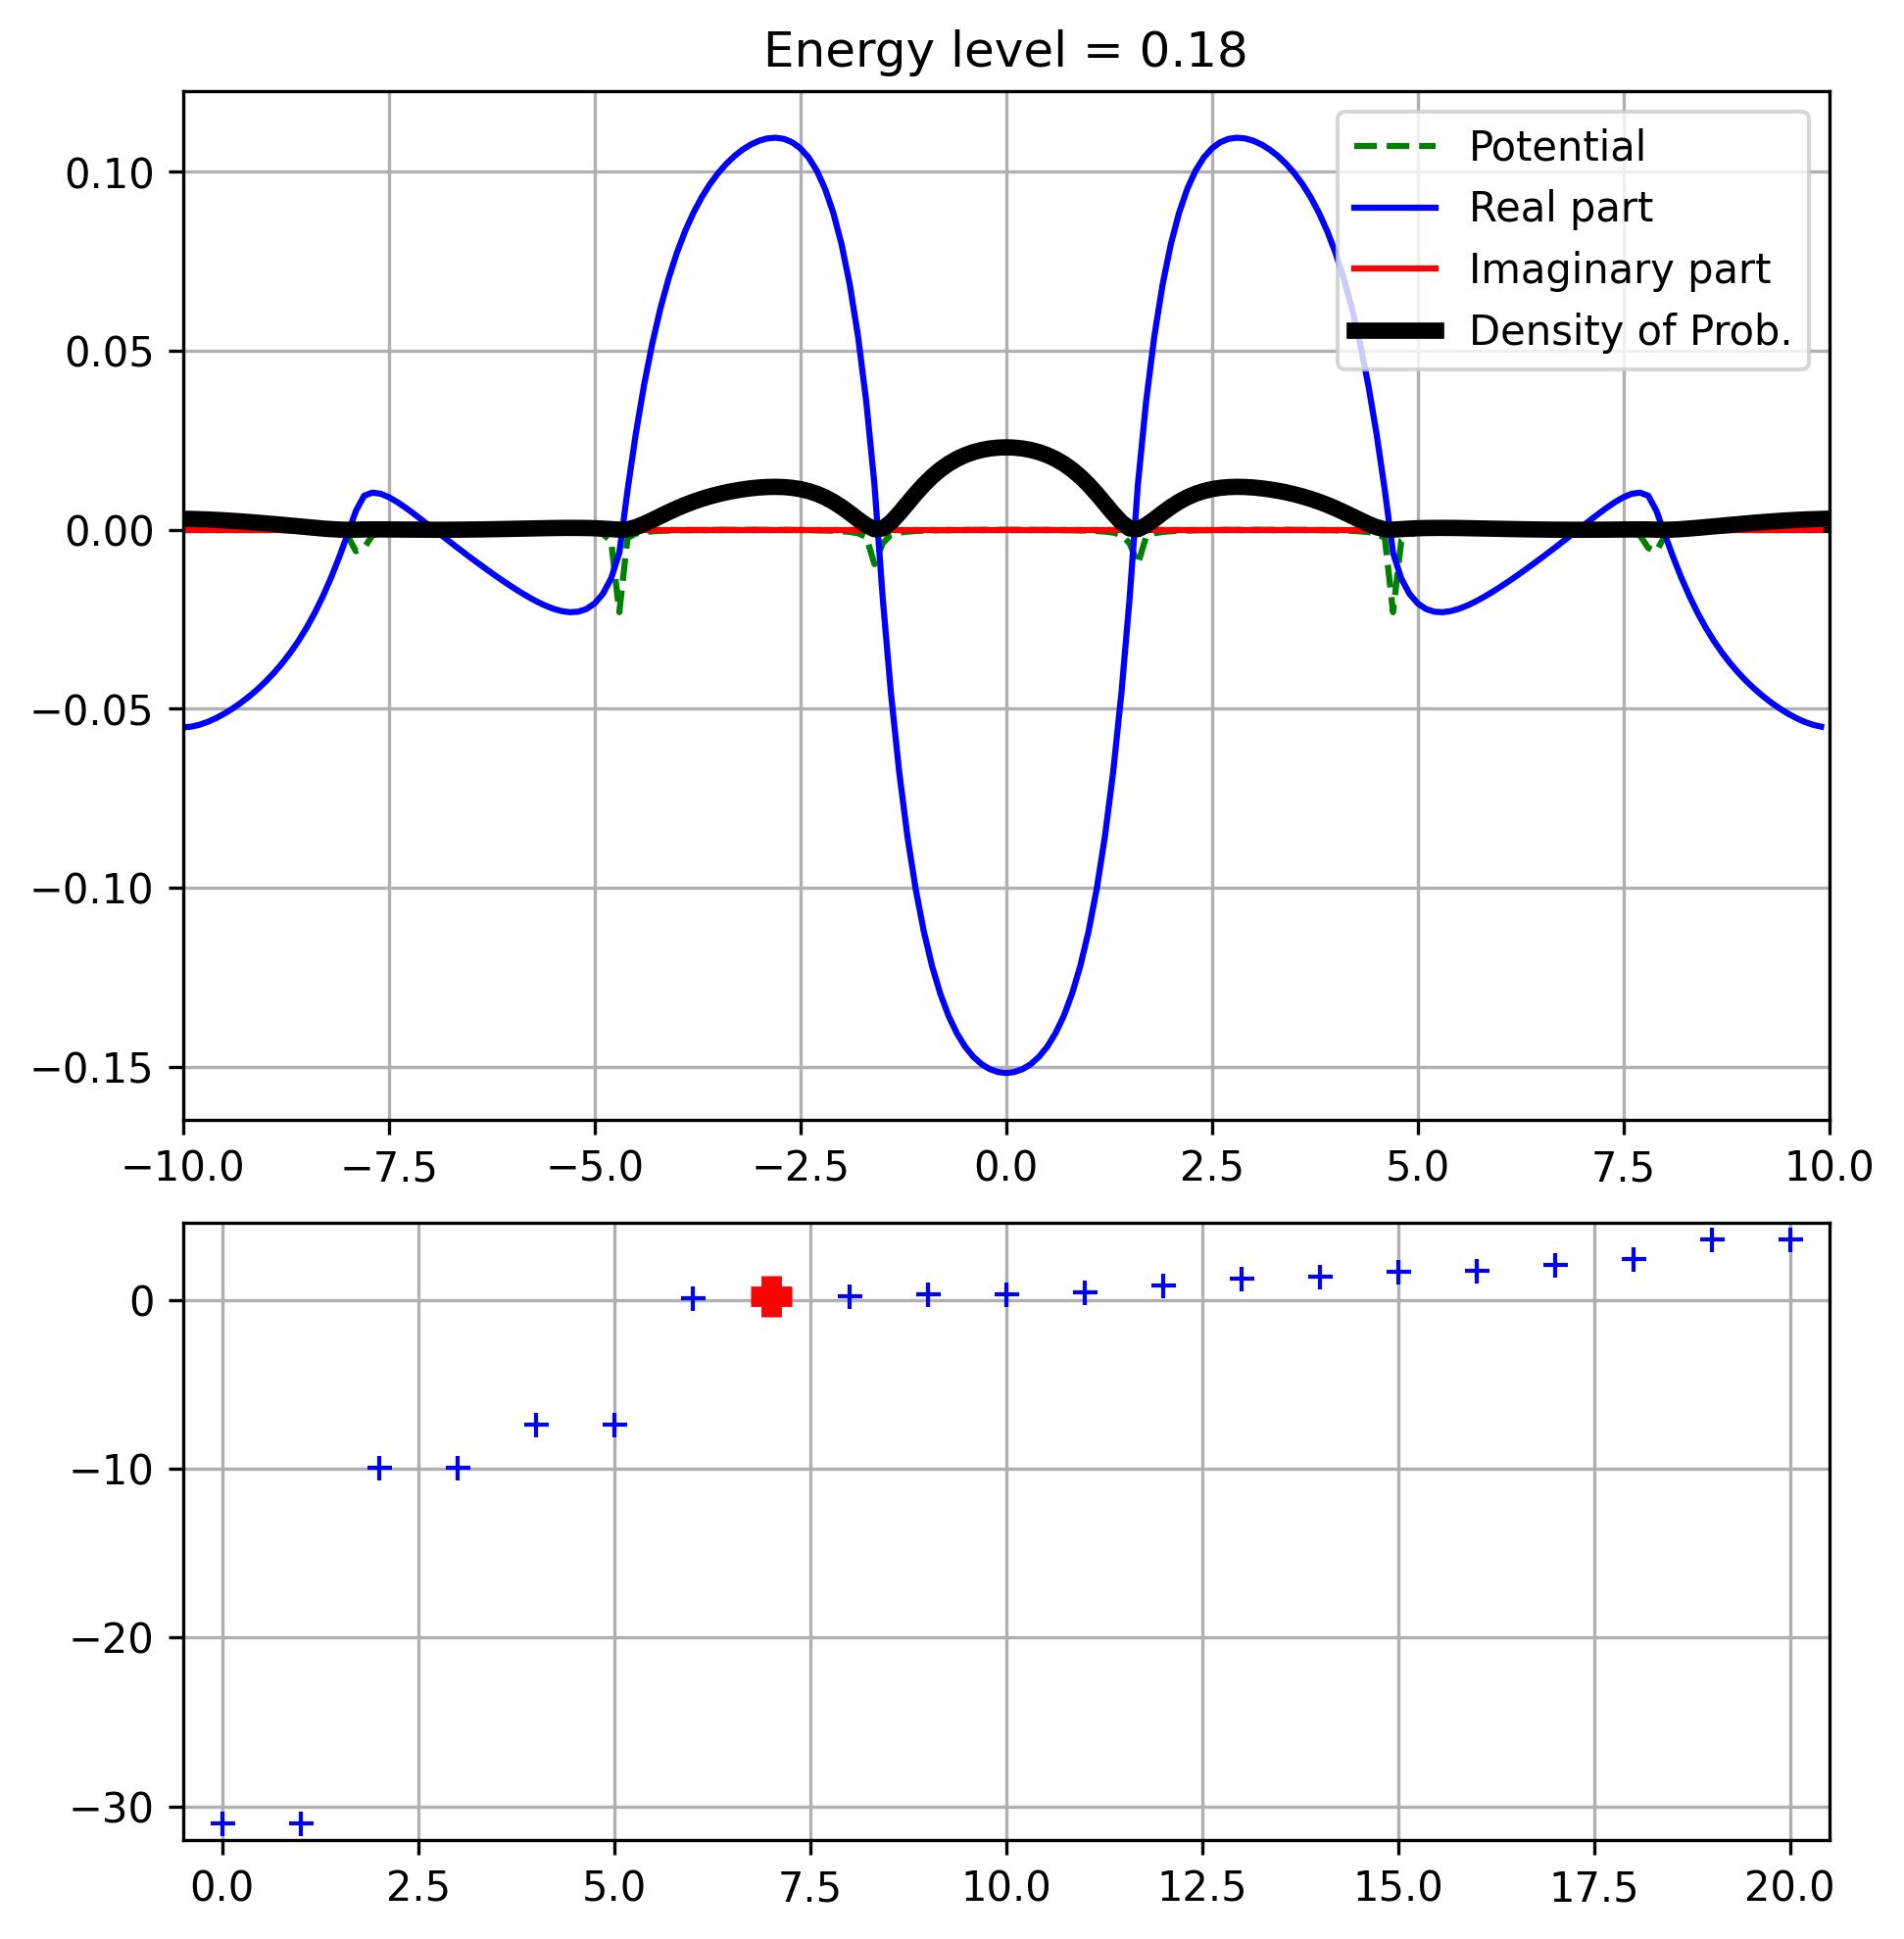 Energy level = 0.18
Potential
Real part
Imaginary part
Density of Prob.
0.10
0.05
0.00
−0.05
−0.10
−0.15
−10.0 −7.5 −5.0 −2.5 0.0 2.5 5.0 7.5 10.0
0
−10
−20
−30
0.0 2.5 5.0 7.5 10.0 12.5 15.0 17.5 20.0